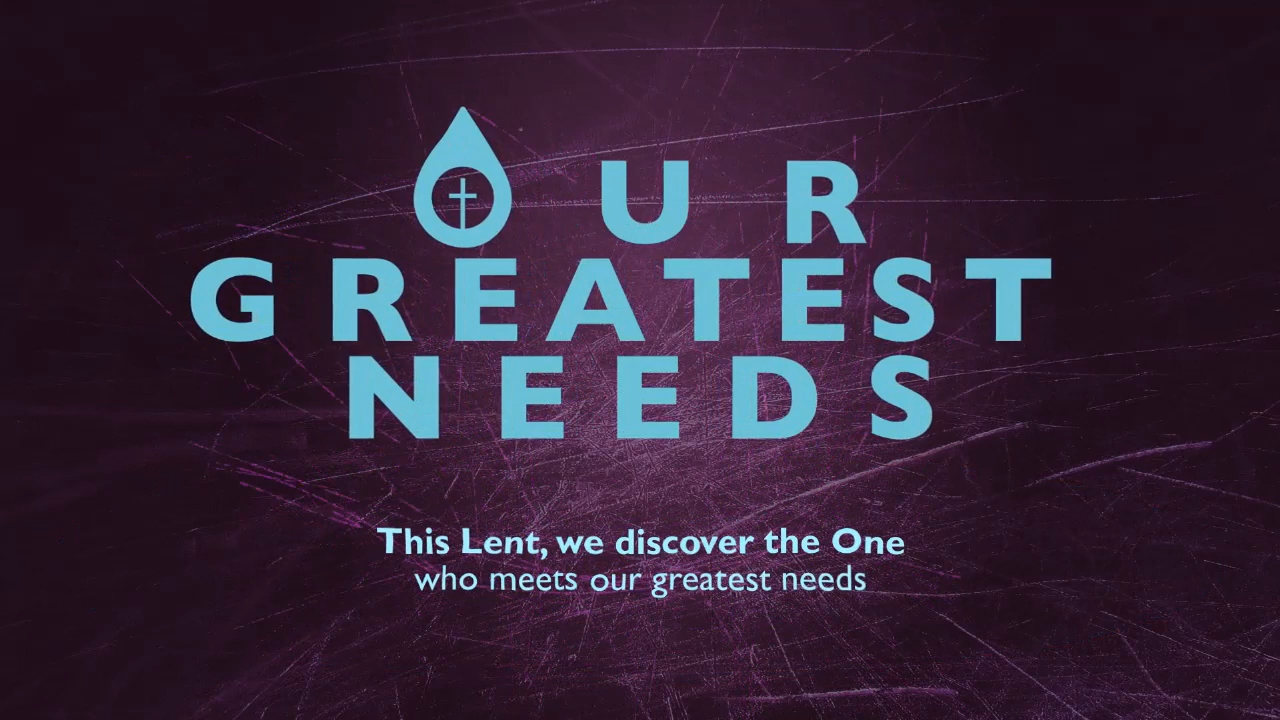 OUR
GREATEST
NEEDS
This Lent, we discover the One
who meets our greatest needs